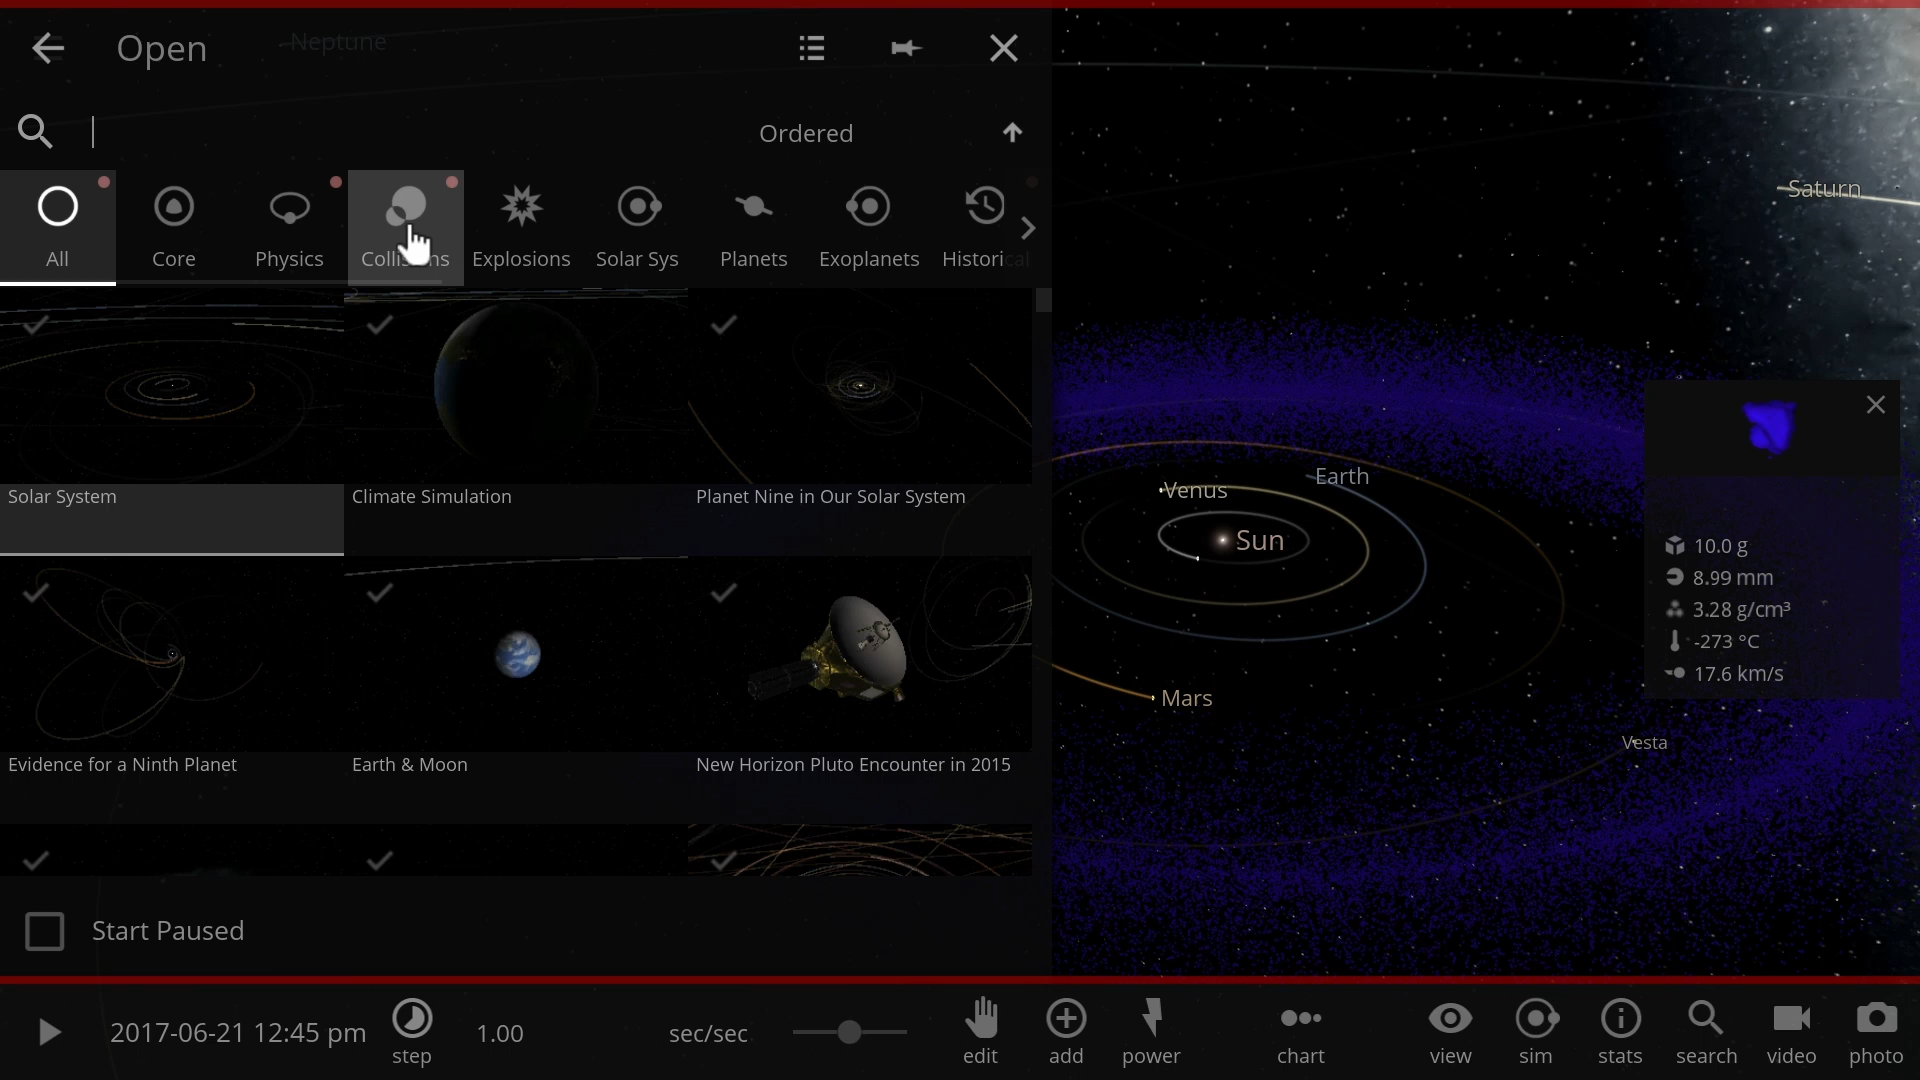 Open
Neptune
Ordered
All
Core
Physics
Collisions
Explosions
Solar Sys
Planets
Exoplanets
Historical
Solar System
Climate Simulation
Planet Nine in Our Solar System
Evidence for a Ninth Planet
Earth & Moon
New Horizon Pluto Encounter in 2015
Start Paused
Saturn
Venus
Earth
Sun
Mars
Vesta
10.0 g
8.99 mm
3.28 g/cm³
-273 °C
17.6 km/s
2017-06-21 12:45 pm
step
1.00
sec/sec
edit
add
power
chart
view
sim
stats
search
video
photo